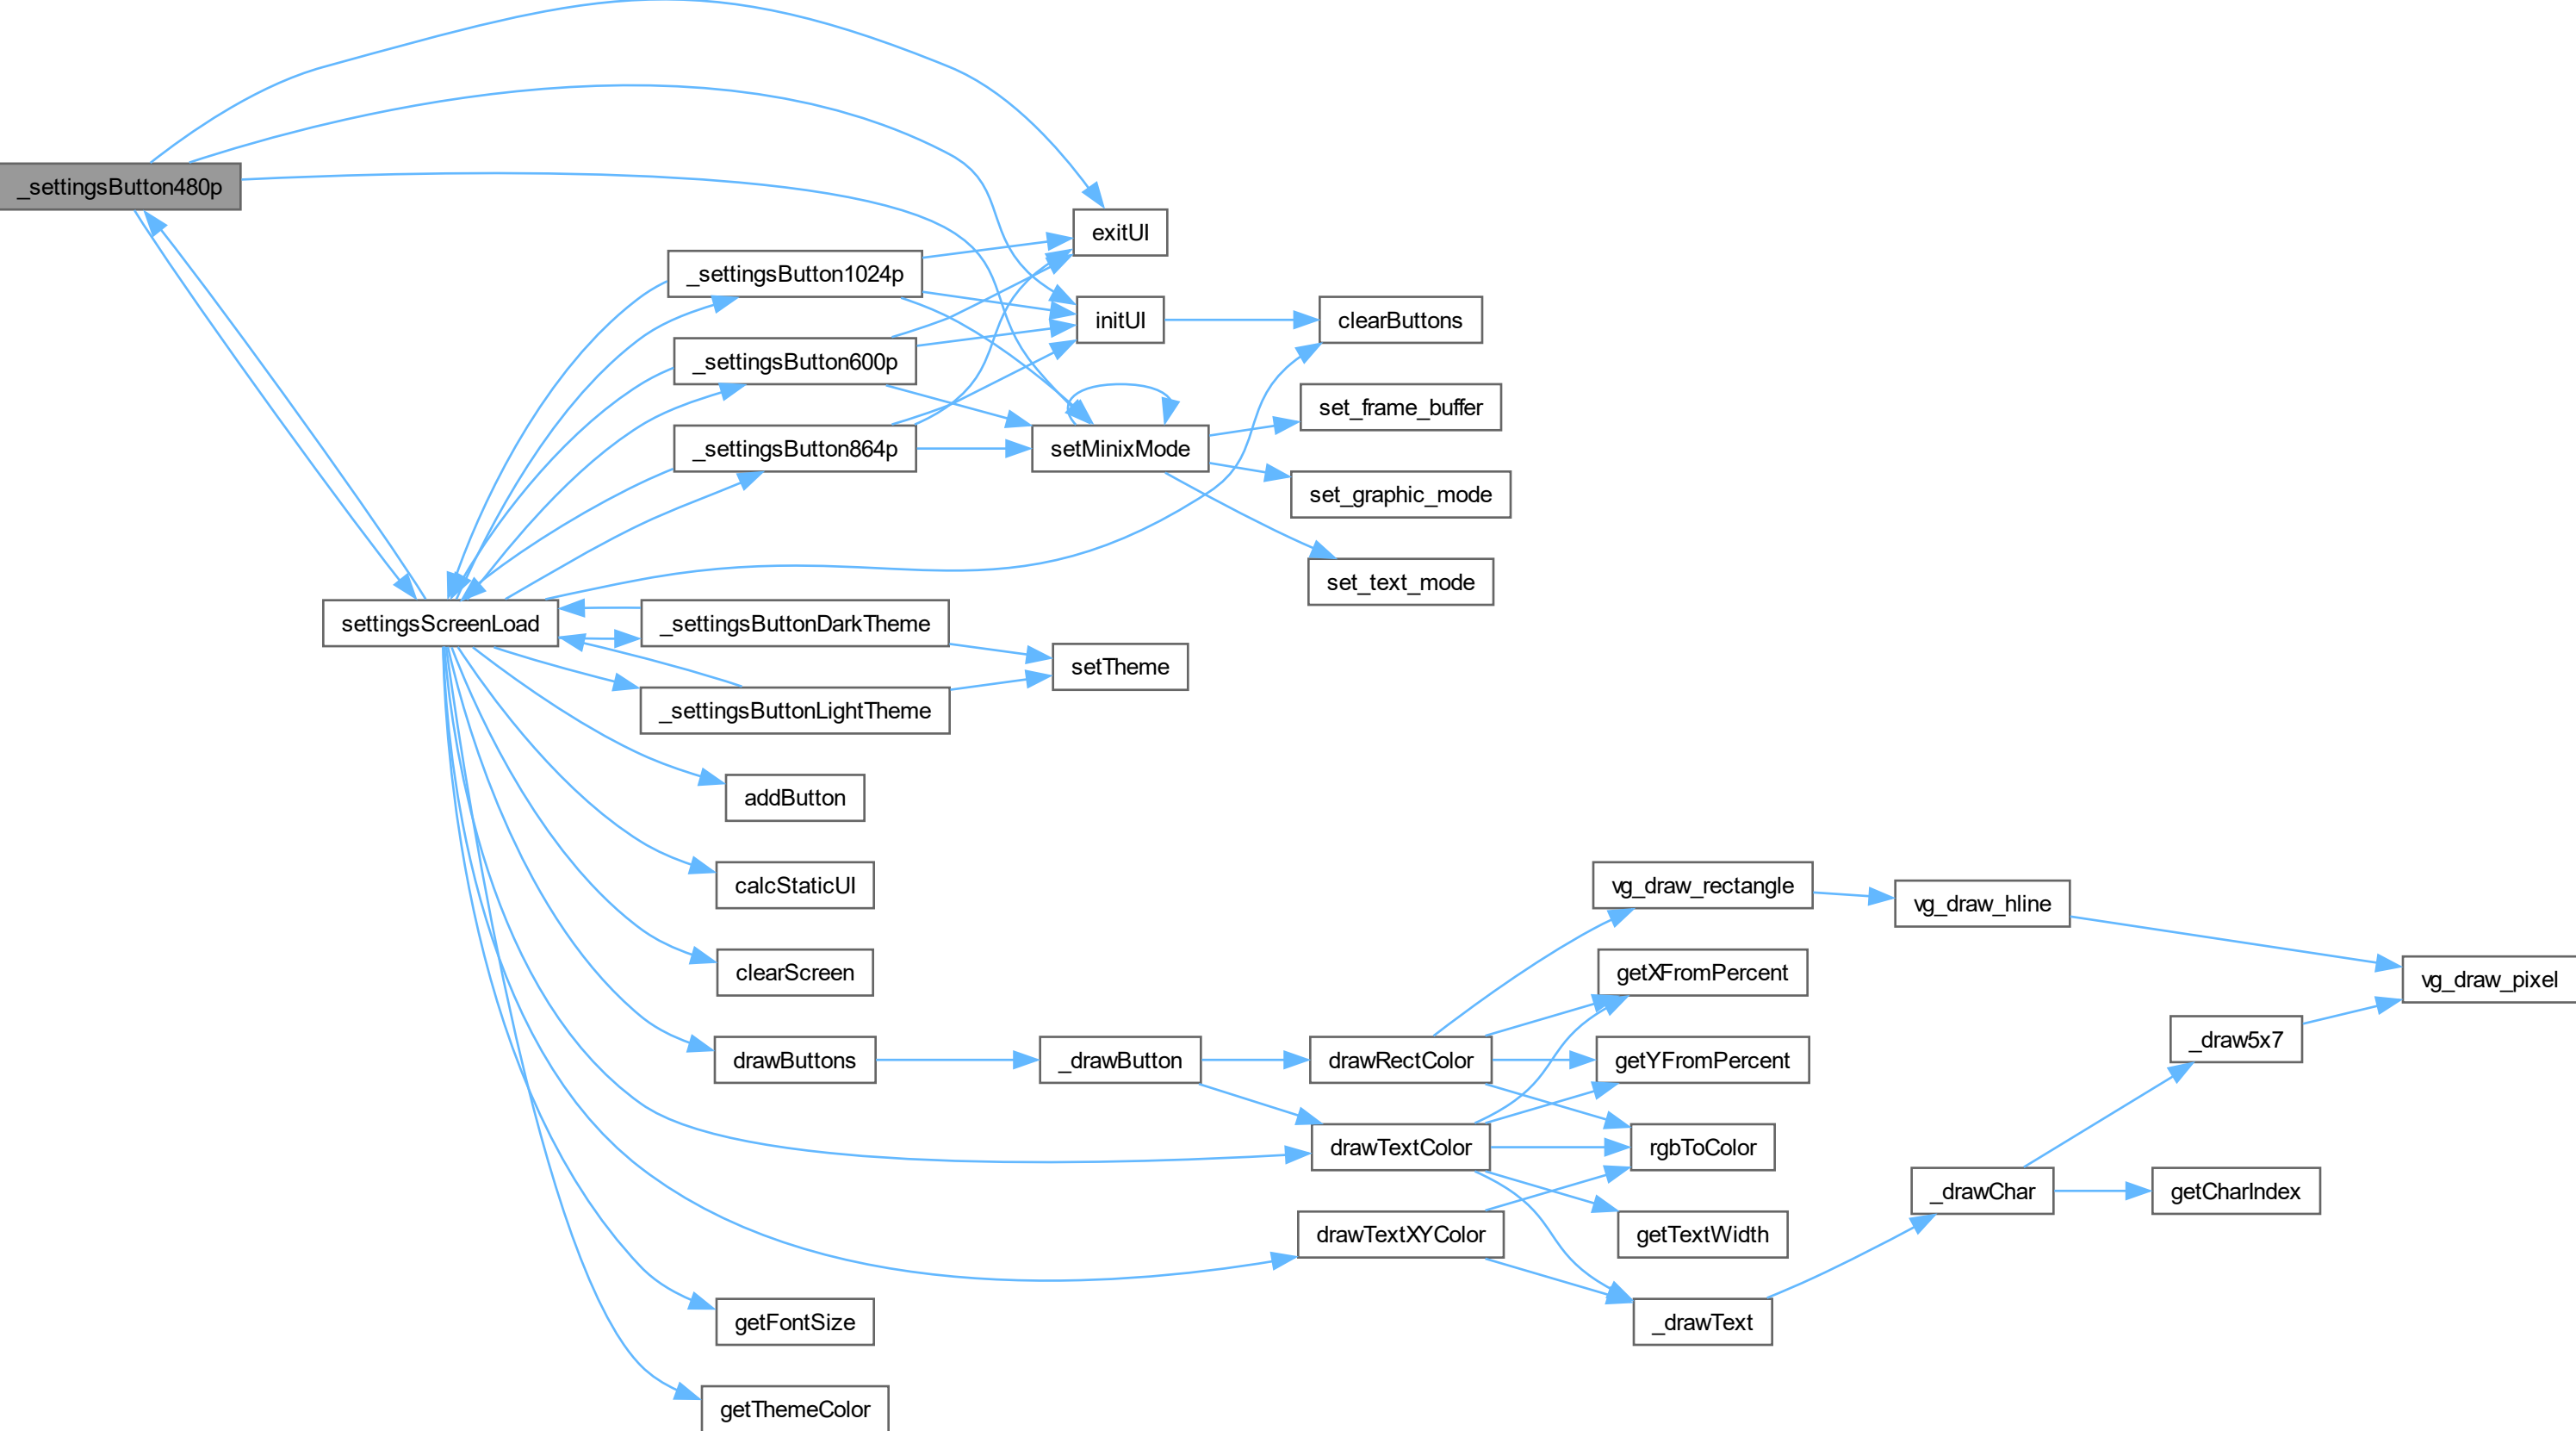 _settingsButton480p
exitUI
_settingsButton1024p
initUI
clearButtons
_settingsButton600p
set_frame_buffer
_settingsButton864p
setMinixMode
set_graphic_mode
set_text_mode
settingsScreenLoad
_settingsButtonDarkTheme
setTheme
_settingsButtonLightTheme
addButton
calcStaticUI
vg_draw_rectangle
vg_draw_hline
clearScreen
getXFromPercent
vg_draw_pixel
drawButtons
_drawButton
drawRectColor
getYFromPercent
_draw5x7
drawTextColor
rgbToColor
_drawChar
getCharIndex
drawTextXYColor
getTextWidth
getFontSize
_drawText
getThemeColor